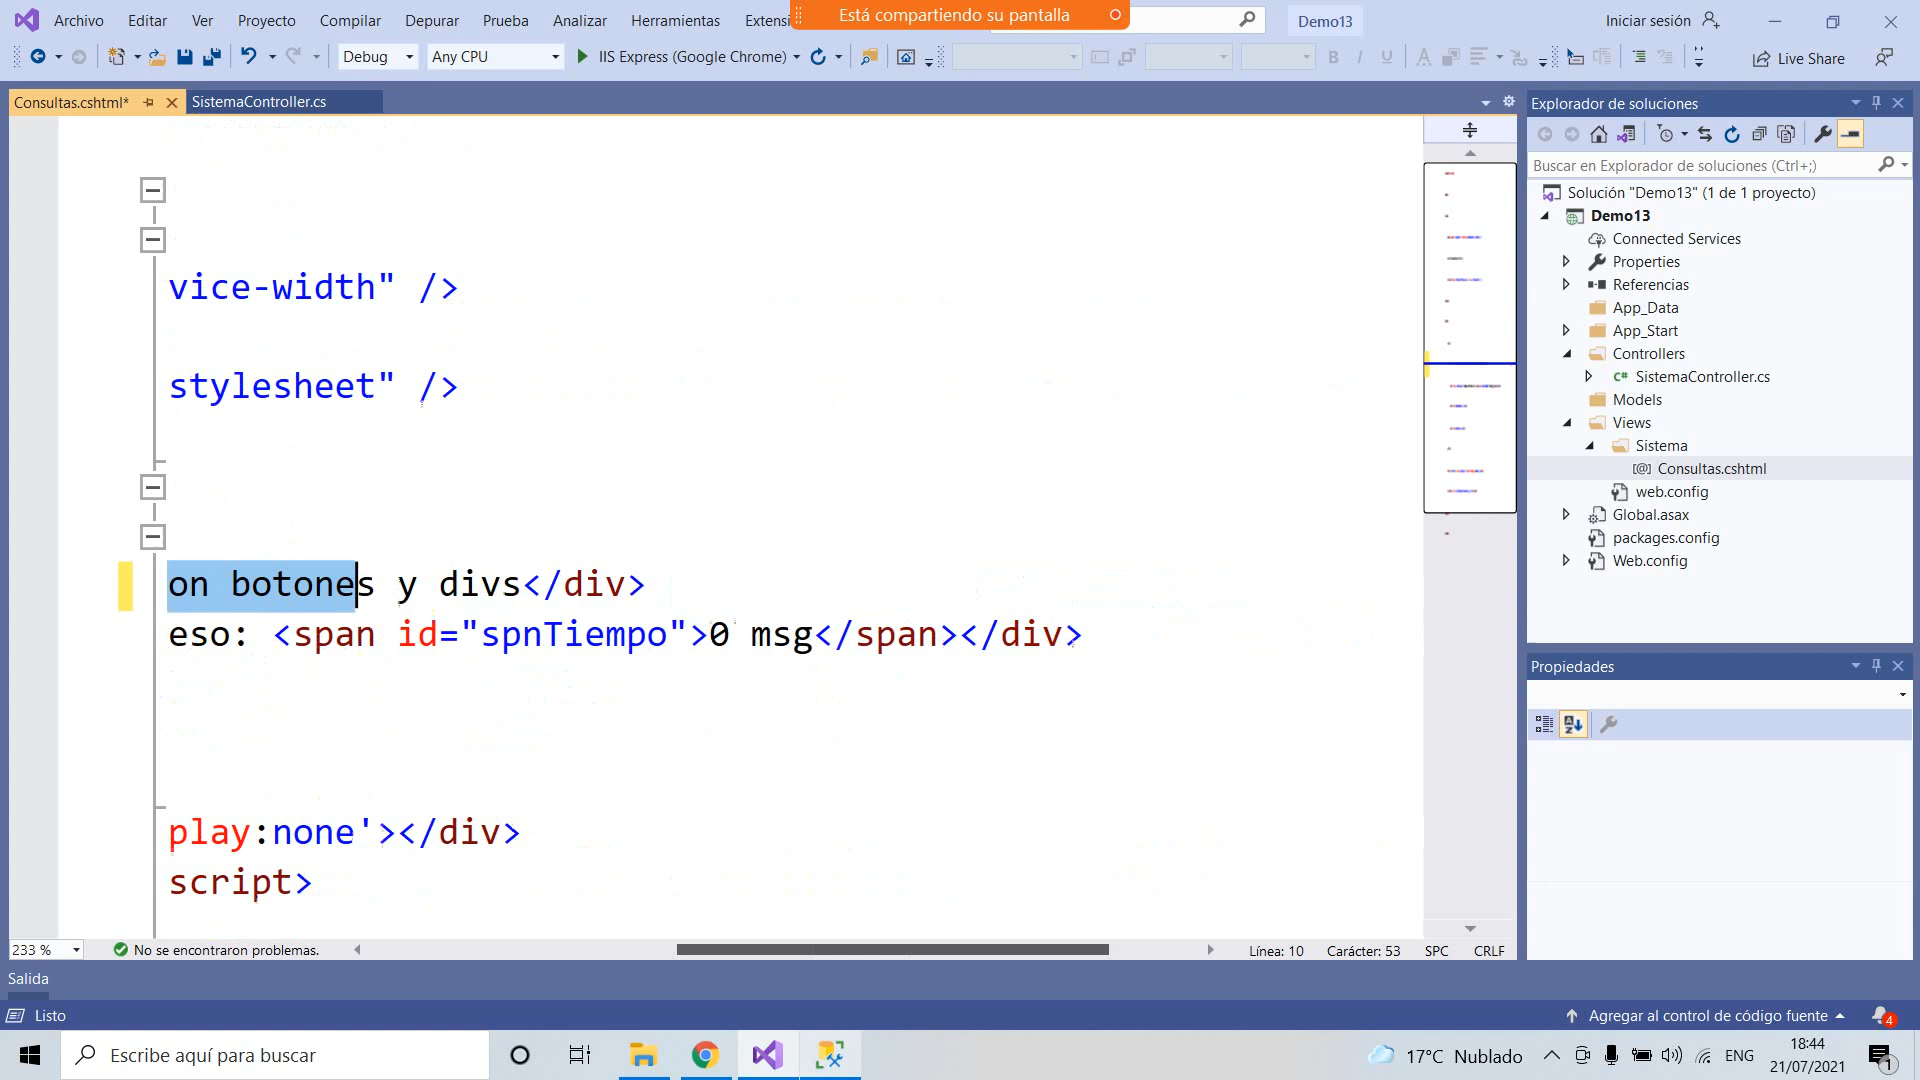 Archivo Editar Ver Proyecto Compilar Depurar Prueba Analizar Herramientas Extensi
Está compartiendo su pantalla
Demo13
Iniciar sesión
Debug Any CPU IIS Express (Google Chrome) Live Share
Consultas.cshtml* SistemaController.cs
Explorador de soluciones
Buscar en Explorador de soluciones (Ctrl+;)
Solución "Demo13" (1 de 1 proyecto)
Demo13
Connected Services
Properties
Referencias
App_Data
App_Start
Controllers
C# SistemaController.cs
Models
Views
Sistema
[@] Consultas.cshtml
web.config
Global.asax
packages.config
Web.config
vice-width" />
stylesheet" />
on botones y divs</div>
eso: <span id="spnTiempo">0 msg</span></div>
play:none'></div>
script>
Propiedades
233 % No se encontraron problemas. Línea: 10 Carácter: 53 SPC CRLF
Salida
Listo
Agregar al control de código fuente
4
Escribe aquí para buscar
17°C Nublado
ENG
18:44
21/07/2021
1